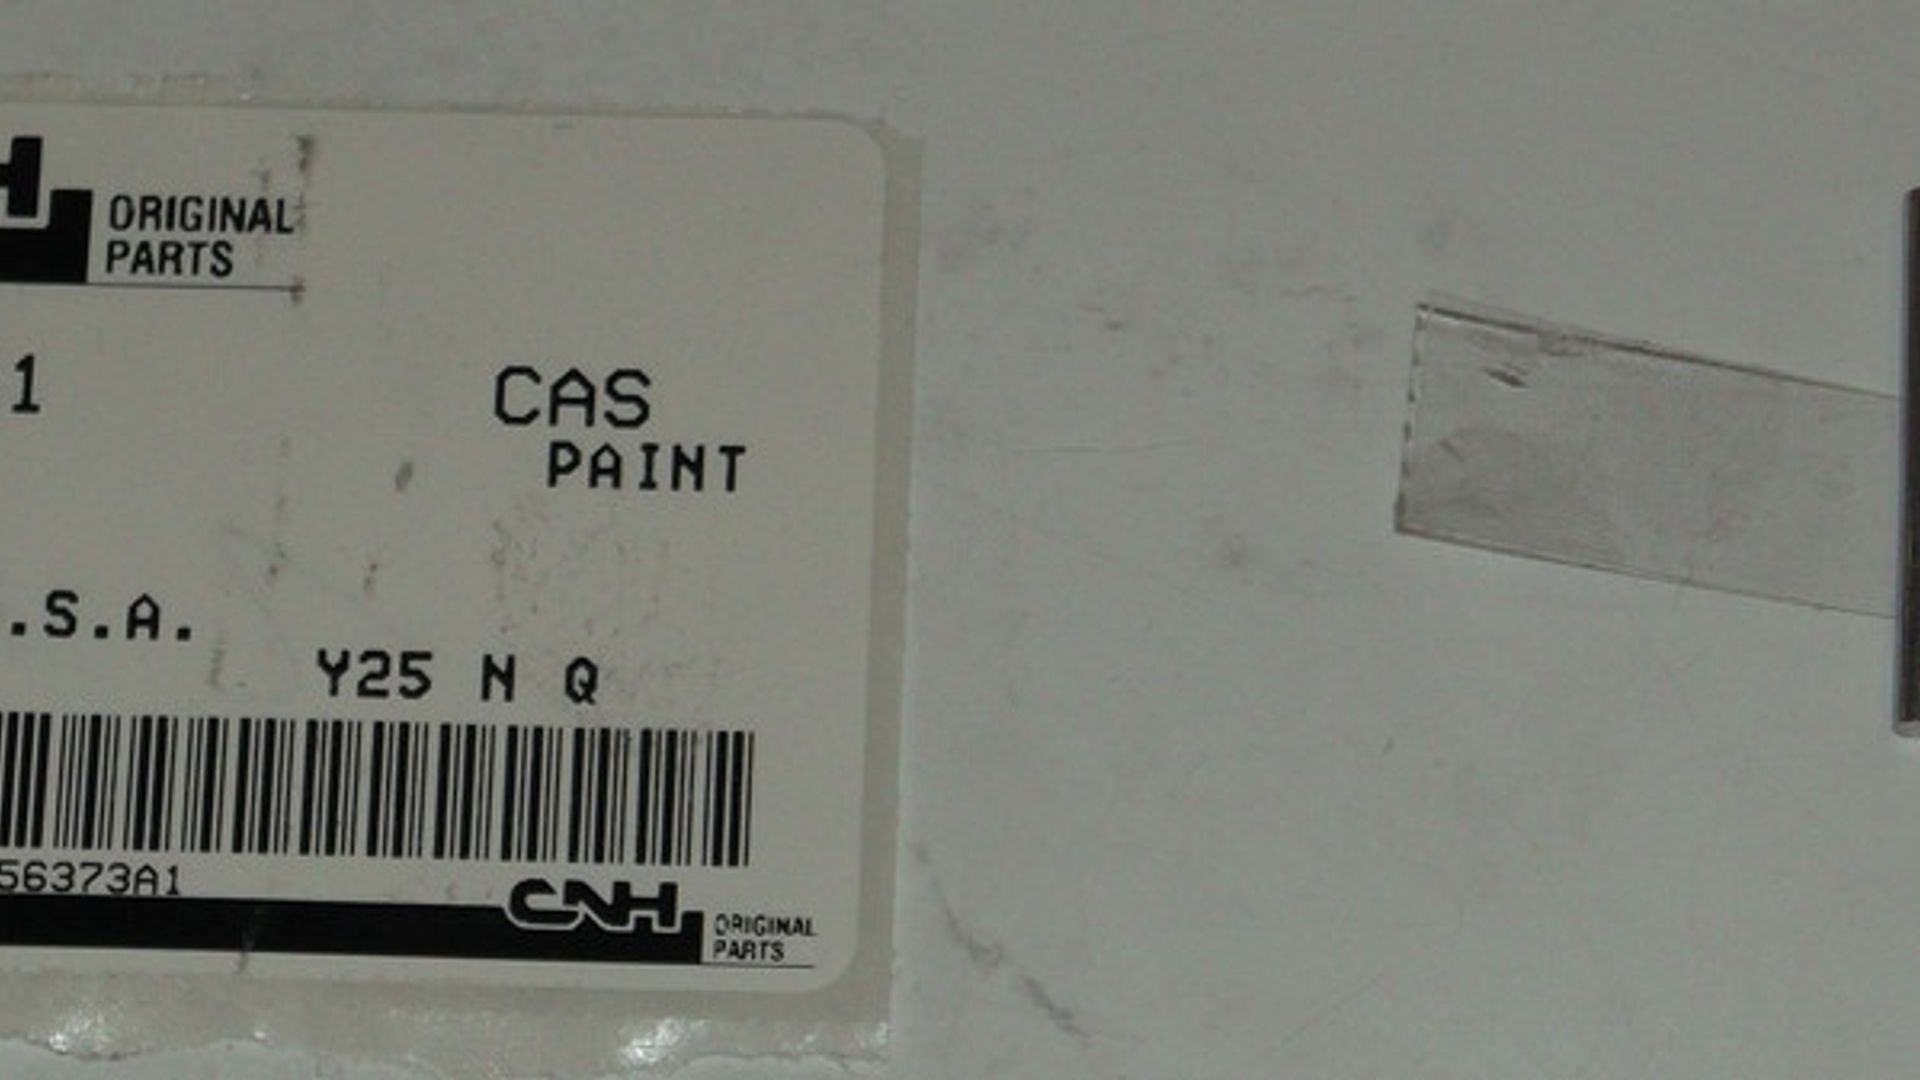 H
ORIGINAL
PARTS
1
CAS
PAINT
.S.A.
Y25 N Q
56373A1
CNH
ORIGINAL
PARTS